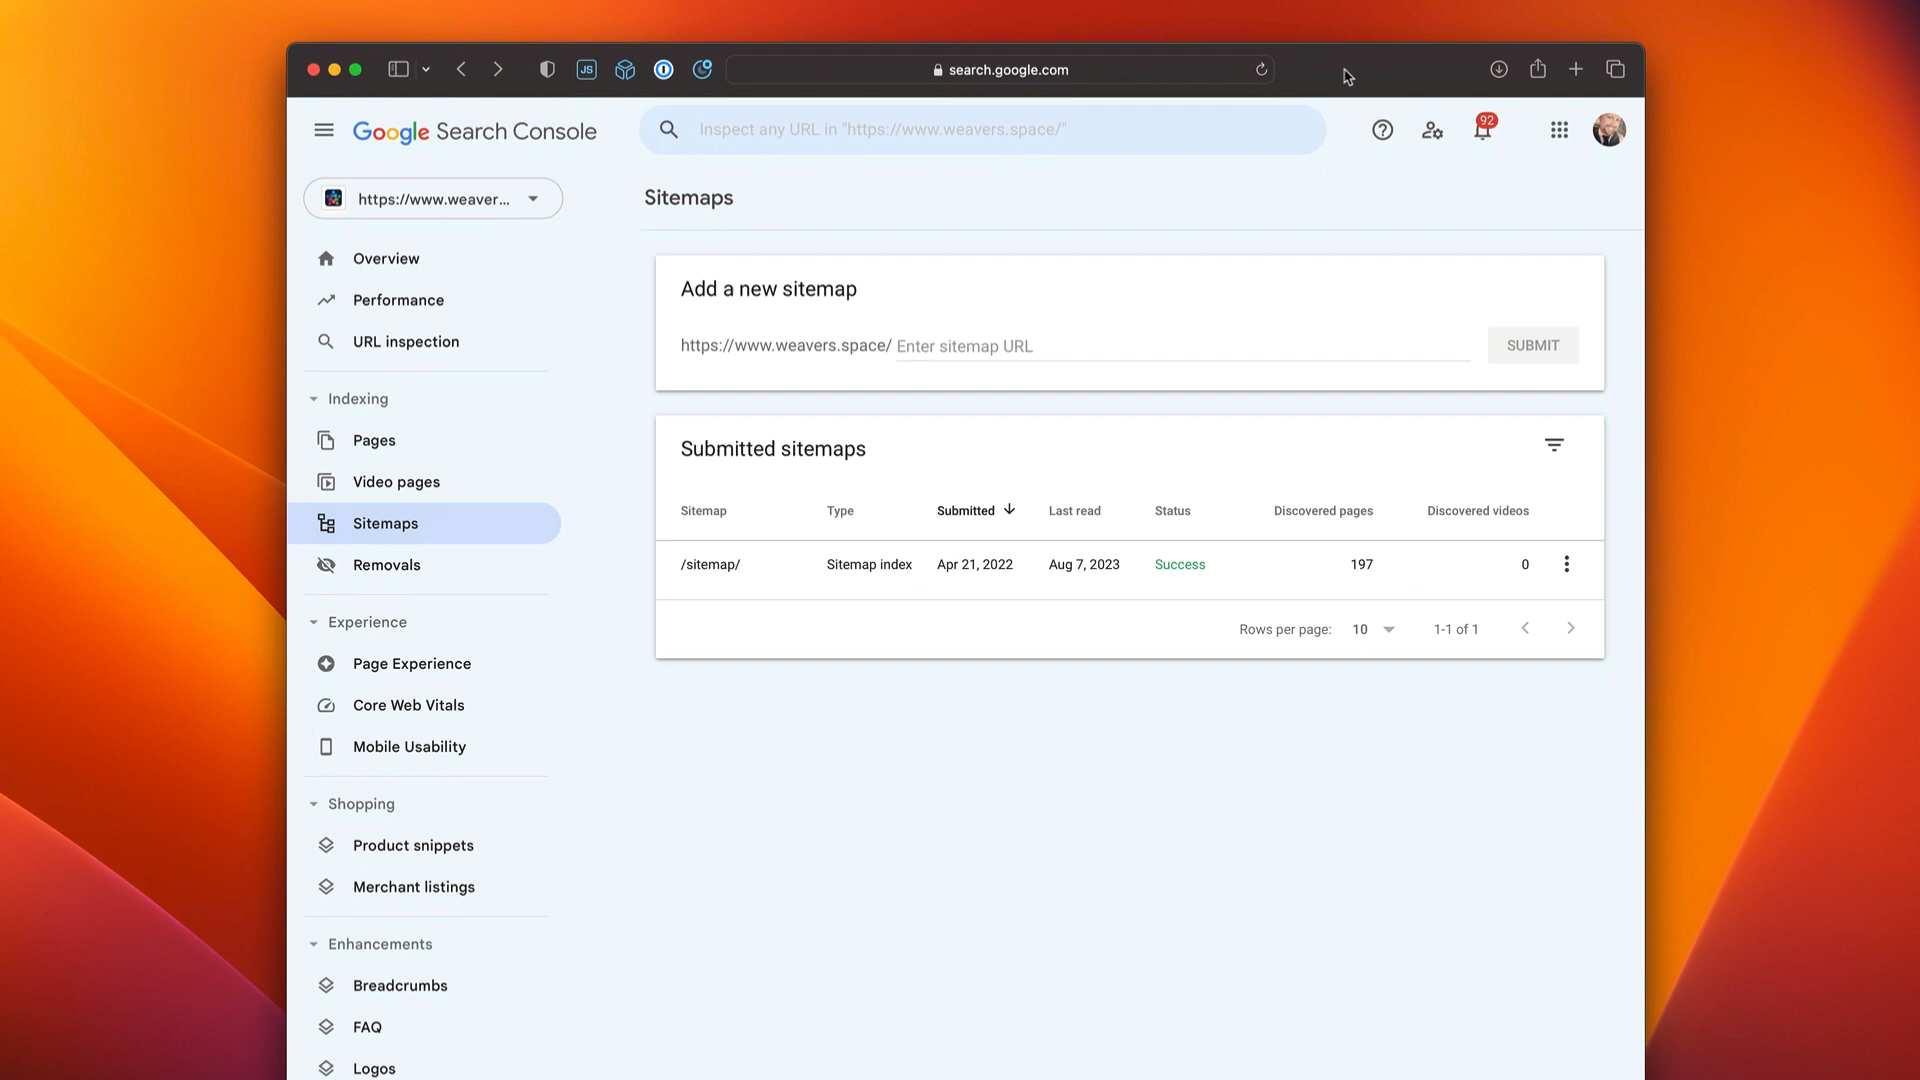 JS
search.google.com
Google Search Console
Inspect any URL in "https://www.weavers.space/"
92
https://www.weaver...
Sitemaps
Overview
Performance
URL inspection
Indexing
Pages
Video pages
Sitemaps
Removals
Experience
Page Experience
Core Web Vitals
Mobile Usability
Shopping
Product snippets
Merchant listings
Enhancements
Breadcrumbs
FAQ
Logos
Add a new sitemap
https://www.weavers.space/ Enter sitemap URL
SUBMIT
Submitted sitemaps
Sitemap Type Submitted Last read Status Discovered pages Discovered videos
/sitemap/ Sitemap index Apr 21, 2022 Aug 7, 2023 Success 197 0
Rows per page: 10 1-1 of 1